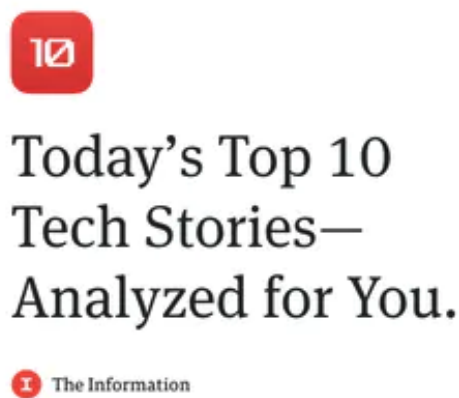 10
Today’s Top 10
Tech Stories—
Analyzed for You.
I The Information